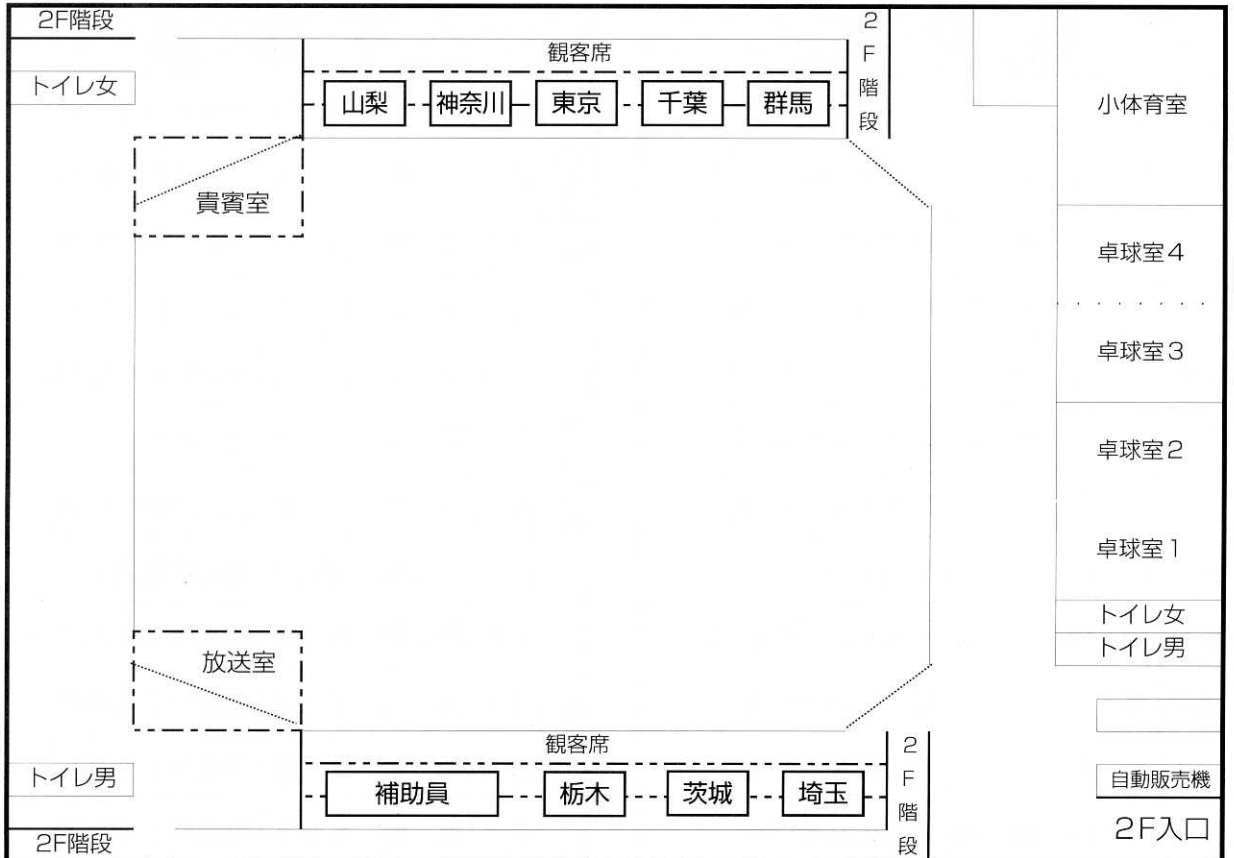 2F階段
2F階段
観客席
トイレ女
山梨
神奈川
東京
千葉
群馬
小体育室
貴賓室
卓球室4
卓球室3
卓球室2
卓球室1
トイレ女
トイレ男
放送室
観客席
2F階段
トイレ男
補助員
栃木
茨城
埼玉
自動販売機
2F階段
2F入口